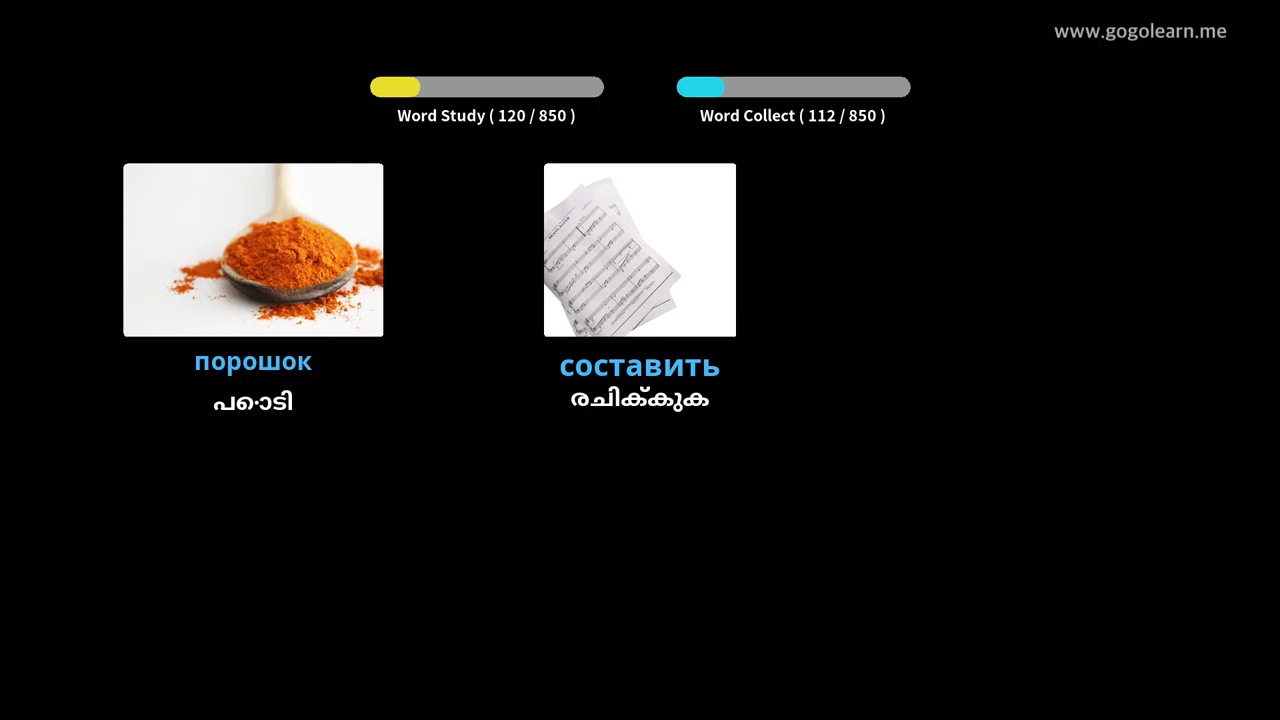 www.gogolearn.me
Word Study ( 120 / 850 )
Word Collect ( 112 / 850 )
порошок
പൊടി
составить
രചിക്കുക